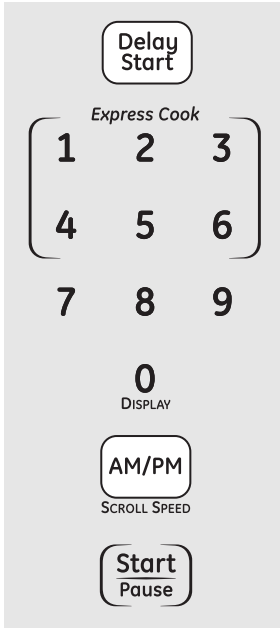 Delay
Start
Express Cook
1 2 3
4 5 6
7 8 9
0
DISPLAY
AM/PM
SCROLL SPEED
Start
Pause